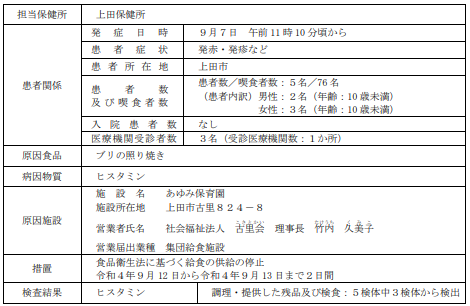 担当保健所 上田保健所
患者関係
発症日時 9月7日 午前11時10分頃から
患者症状 発赤・発疹など
患者所在地 上田市
患者数及び喫食者数
患者数/喫食者数:5名/76名
(患者内訳)男性:2名(年齢:10歳未満)
女性:3名(年齢:10歳未満)
入院患者数 なし
医療機関受診者数 3名(受診医療機関数:1か所)
原因食品 ブリの照り焼き
病因物質 ヒスタミン
原因施設
施設名 あゆみ保育園
施設所在地 上田市古里824-8
こさとかい たけうち くみこ
営業者氏名 社会福祉法人 古里会 理事長 竹内 久美子
営業届出業種 集団給食施設
措置
食品衛生法に基づく給食の供給の停止
令和4年9月12日から令和4年9月13日まで2日間
検査結果 ヒスタミン 調理・提供した残品及び検食:5検体中3検体から検出